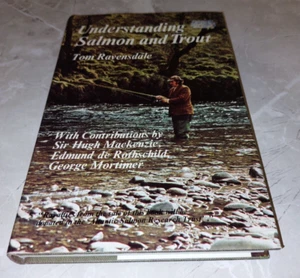 Understanding
Salmon and Trout
Tom Ravensdale
With Contributions by
Sir Hugh Mackenzie,
Edmund de Rothschild,
George Mortimer